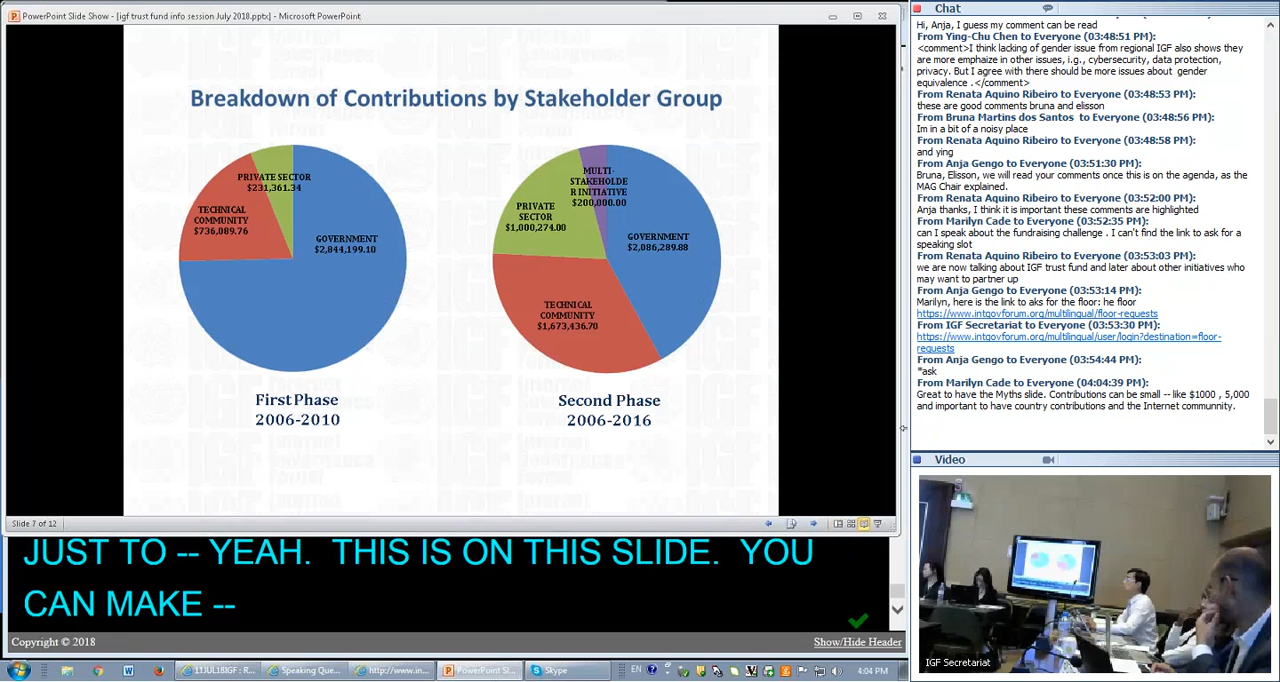 PowerPoint Slide Show - [igf trust fund info session July 2018.pptx] - Microsoft PowerPoint
Breakdown of Contributions by Stakeholder Group
PRIVATE SECTOR
$231,361.34
TECHNICAL
COMMUNITY
$736,089.76
GOVERNMENT
$2,844,199.10
First Phase
2006-2010
MULTI-
STAKEHOLDE
R INITIATIVE
$200,000.00
PRIVATE
SECTOR
$1,000,274.00
GOVERNMENT
$2,086,289.88
TECHNICAL
COMMUNITY
$1,673,436.70
Second Phase
2006-2016
Slide 7 of 12
JUST TO -- YEAH. THIS IS ON THIS SLIDE. YOU
CAN MAKE --
Copyright © 2018
Show/Hide Header
Chat
Hi, Anja, I guess my comment can be read
From Ying-Chu Chen to Everyone (03:48:51 PM):
<comment>I think lacking of gender issue from regional IGF also shows they
are more emphaize in other issues, i.g., cybersecurity, data protection,
privacy. But I agree with there should be more issues about gender
equivalence .</comment>
From Renata Aquino Ribeiro to Everyone (03:48:53 PM):
these are good comments bruna and elisson
From Bruna Martins dos Santos to Everyone (03:48:56 PM):
Im in a bit of a noisy place
From Renata Aquino Ribeiro to Everyone (03:48:58 PM):
and ying
From Anja Gengo to Everyone (03:51:30 PM):
Bruna, Elisson, we will read your comments once this is on the agenda, as the
MAG Chair explained.
From Renata Aquino Ribeiro to Everyone (03:52:00 PM):
Anja thanks, I think it is important these comments are highlighted
From Marilyn Cade to Everyone (03:52:35 PM):
can I speak about the fundraising challenge . I can't find the link to ask for a
speaking slot
From Renata Aquino Ribeiro to Everyone (03:53:03 PM):
we are now talking about IGF trust fund and later about other initiatives who
may want to partner up
From Anja Gengo to Everyone (03:53:14 PM):
Marilyn, here is the link to aks for the floor: he floor
https://www.intgovforum.org/multilingual/floor-requests
From IGF Secretariat to Everyone (03:53:30 PM):
https://www.intgovforum.org/multilingual/user/login?destination=floor-
requests
From Anja Gengo to Everyone (03:54:44 PM):
*ask
From Marilyn Cade to Everyone (04:04:39 PM):
Great to have the Myths slide. Contributions can be small -- like $1000 , 5,000
and important to have country contributions and the Internet commnunity.
Video
IGF Secretariat
11JUL18IGF : R...
Speaking Que...
http://www.in...
PowerPoint Sl...
Skype
EN
4:04 PM